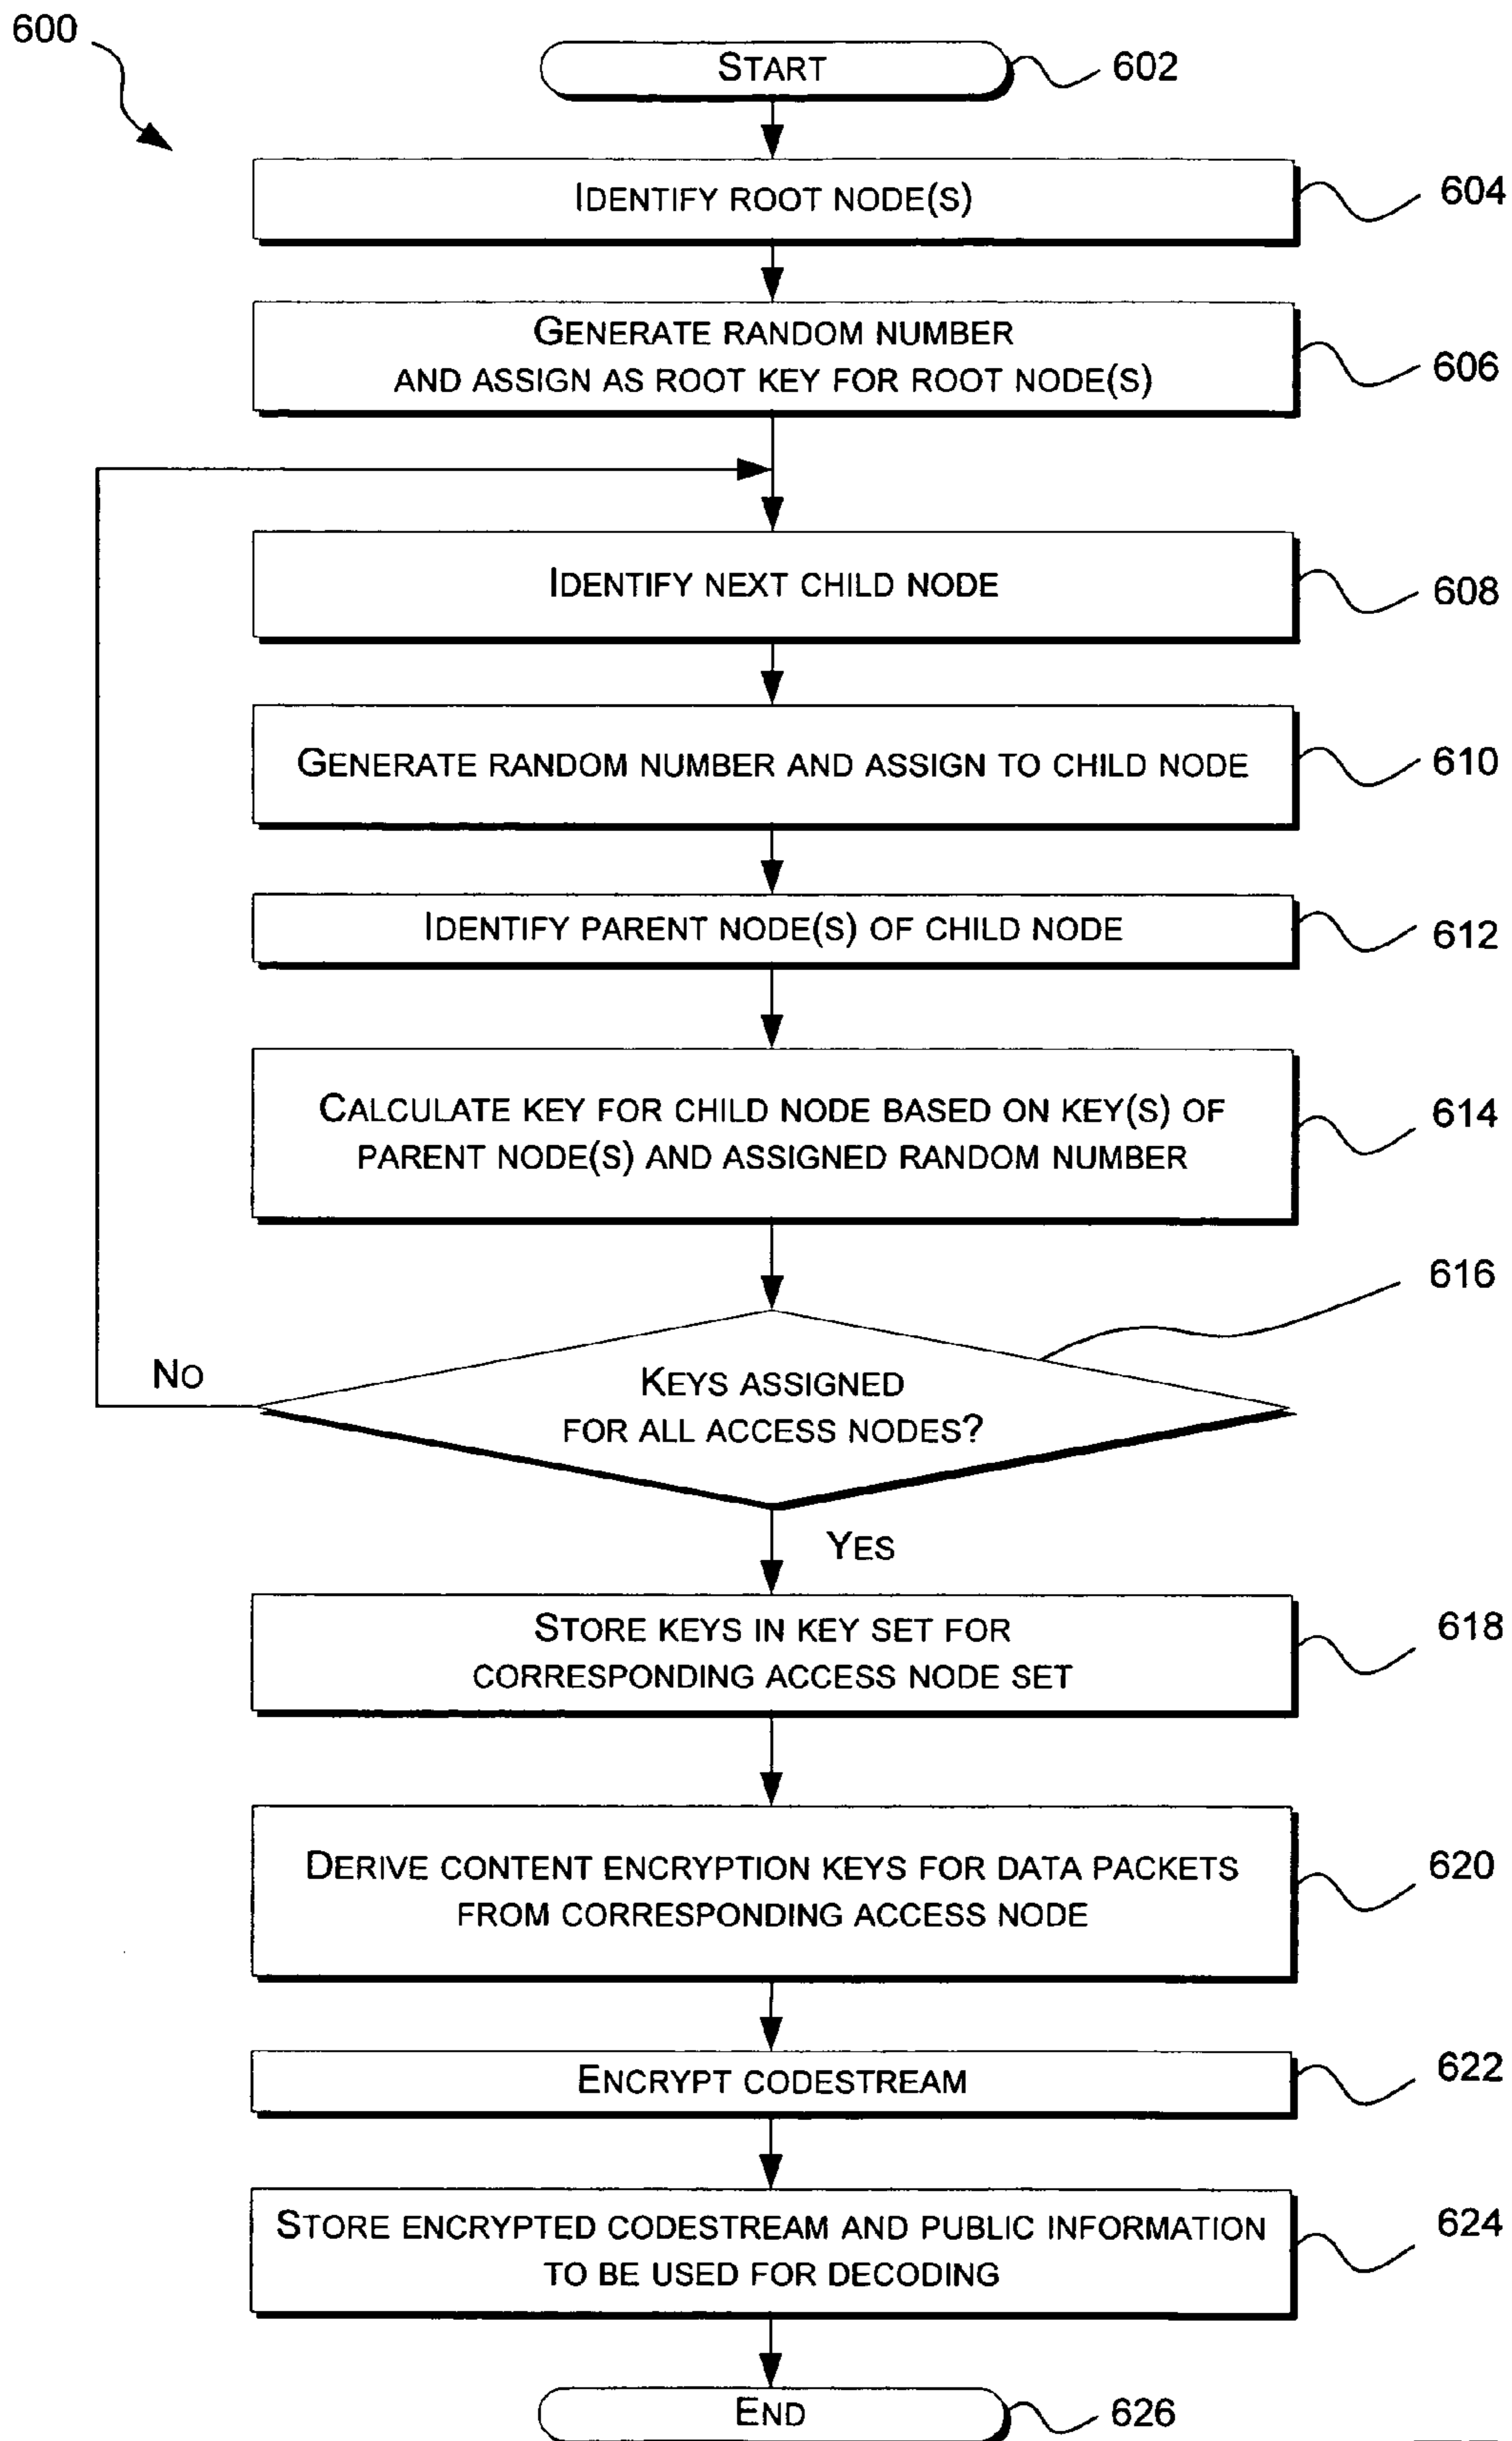 600
START
602
IDENTIFY ROOT NODE(S)
604
GENERATE RANDOM NUMBER
AND ASSIGN AS ROOT KEY FOR ROOT NODE(S)
606
IDENTIFY NEXT CHILD NODE
608
GENERATE RANDOM NUMBER AND ASSIGN TO CHILD NODE
610
IDENTIFY PARENT NODE(S) OF CHILD NODE
612
CALCULATE KEY FOR CHILD NODE BASED ON KEY(S) OF
PARENT NODE(S) AND ASSIGNED RANDOM NUMBER
614
616
NO
KEYS ASSIGNED
FOR ALL ACCESS NODES?
YES
STORE KEYS IN KEY SET FOR
CORRESPONDING ACCESS NODE SET
618
DERIVE CONTENT ENCRYPTION KEYS FOR DATA PACKETS
FROM CORRESPONDING ACCESS NODE
620
ENCRYPT CODESTREAM
622
STORE ENCRYPTED CODESTREAM AND PUBLIC INFORMATION
TO BE USED FOR DECODING
624
END
626